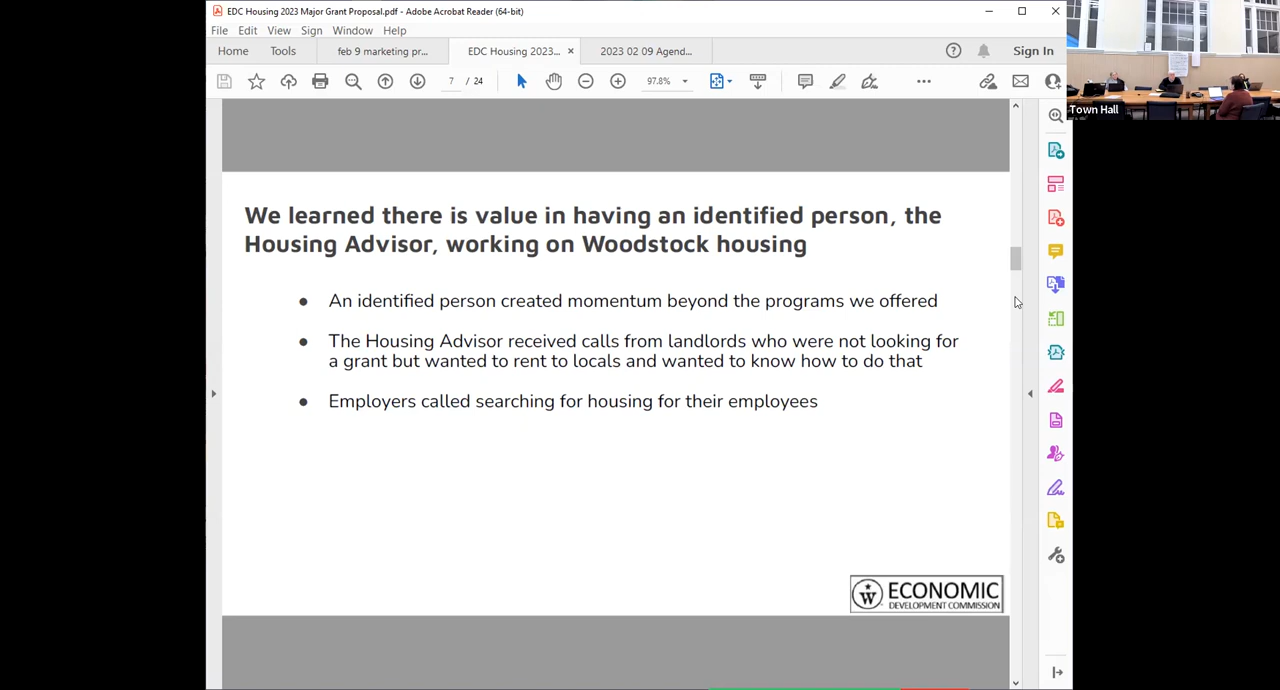 EDC Housing 2023 Major Grant Proposal.pdf - Adobe Acrobat Reader (64-bit)
File Edit View Window Sign Help
Home Tools feb 9 marketing pr... EDC Housing 2023... × 2023 02 09 Agend... Sign In
7 / 24 97.8%
Town Hall
We learned there is value in having an identified person, the
Housing Advisor, working on Woodstock housing
● An identified person created momentum beyond the programs we offered
● The Housing Advisor received calls from landlords who were not looking for
a grant but wanted to rent to locals and wanted to know how to do that
● Employers called searching for housing for their employees
W ECONOMIC
DEVELOPMENT COMMISSION